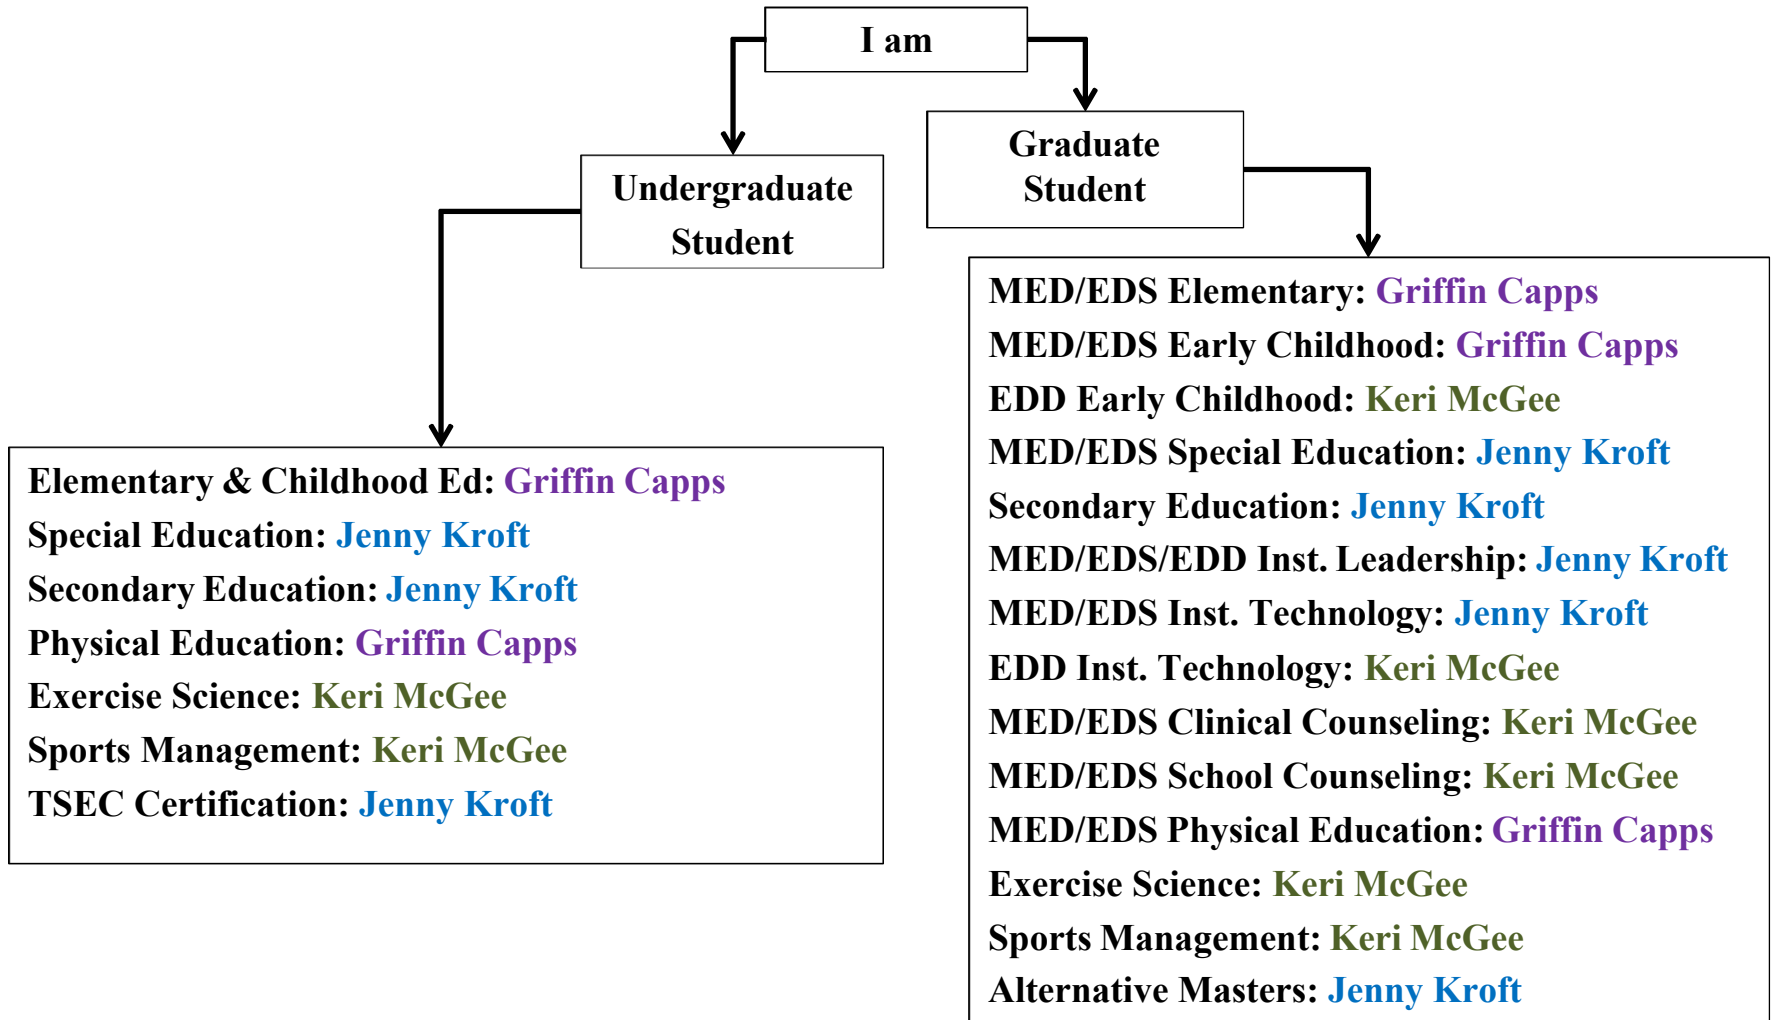 I am
Graduate
Student
Undergraduate
Student
Elementary & Childhood Ed: Griffin Capps
Special Education: Jenny Kroft
Secondary Education: Jenny Kroft
Physical Education: Griffin Capps
Exercise Science: Keri McGee
Sports Management: Keri McGee
TSEC Certification: Jenny Kroft
MED/EDS Elementary: Griffin Capps
MED/EDS Early Childhood: Griffin Capps
EDD Early Childhood: Keri McGee
MED/EDS Special Education: Jenny Kroft
Secondary Education: Jenny Kroft
MED/EDS/EDD Inst. Leadership: Jenny Kroft
MED/EDS Inst. Technology: Jenny Kroft
EDD Inst. Technology: Keri McGee
MED/EDS Clinical Counseling: Keri McGee
MED/EDS School Counseling: Keri McGee
MED/EDS Physical Education: Griffin Capps
Exercise Science: Keri McGee
Sports Management: Keri McGee
Alternative Masters: Jenny Kroft